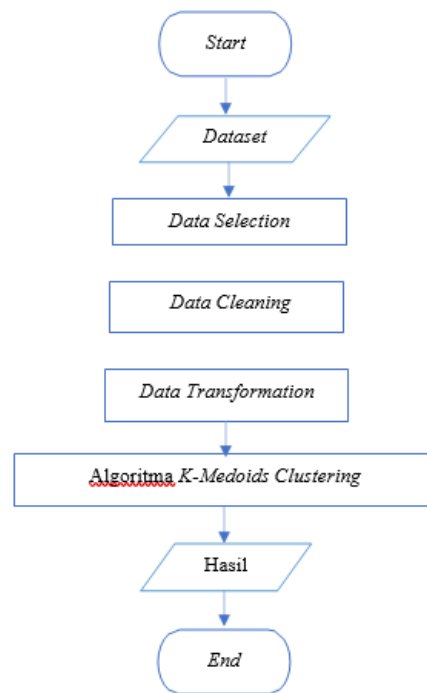 Start
Dataset
Data Selection
Data Cleaning
Data Transformation
Algoritma K-Medoids Clustering
Hasil
End